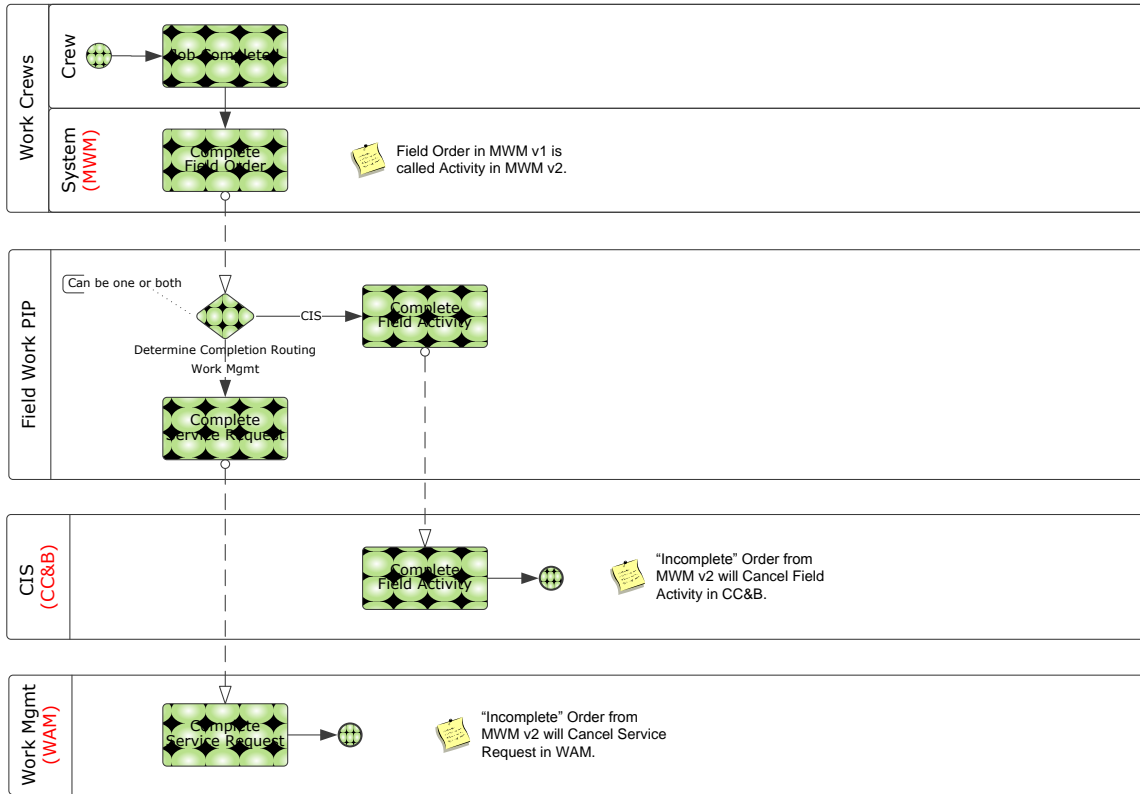 Work Crews
Crew
Job Completed
System
(MWM)
Complete
Field Order
Field Order in MWM v1 is
called Activity in MWM v2.
Field Work PIP
Can be one or both
CIS
Complete
Field Activity
Determine Completion Routing
Work Mgmt
Complete
Service Request
CIS
(CC&B)
Complete
Field Activity
“Incomplete” Order from
MWM v2 will Cancel Field
Activity in CC&B.
Work Mgmt
(WAM)
Complete
Service Request
“Incomplete” Order from
MWM v2 will Cancel Service
Request in WAM.